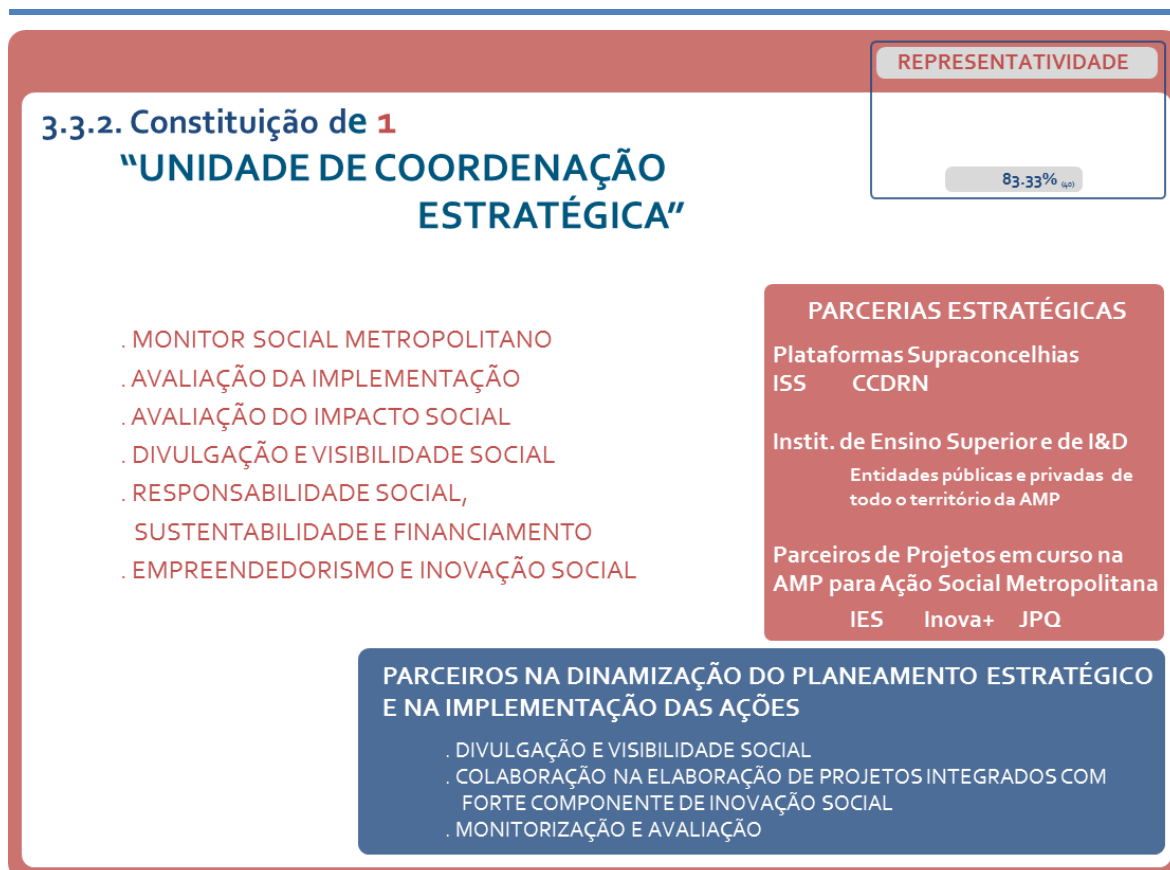 REPRESENTATIVIDADE
83.33% (40)
3.3.2. Constituição de 1
“UNIDADE DE COORDENAÇÃO
ESTRATÉGICA”
. MONITOR SOCIAL METROPOLITANO
. AVALIAÇÃO DA IMPLEMENTAÇÃO
. AVALIAÇÃO DO IMPACTO SOCIAL
. DIVULGAÇÃO E VISIBILIDADE SOCIAL
. RESPONSABILIDADE SOCIAL,
SUSTENTABILIDADE E FINANCIAMENTO
. EMPREENDEDORISMO E INOVAÇÃO SOCIAL
PARCERIAS ESTRATÉGICAS
Plataformas Supraconcelhias
ISS CCDRN
Instit. de Ensino Superior e de I&D
Entidades públicas e privadas de
todo o território da AMP
Parceiros de Projetos em curso na
AMP para Ação Social Metropolitana
IES Inova+ JPQ
PARCEIROS NA DINAMIZAÇÃO DO PLANEAMENTO ESTRATÉGICO
E NA IMPLEMENTAÇÃO DAS AÇÕES
. DIVULGAÇÃO E VISIBILIDADE SOCIAL
. COLABORAÇÃO NA ELABORAÇÃO DE PROJETOS INTEGRADOS COM
FORTE COMPONENTE DE INOVAÇÃO SOCIAL
. MONITORIZAÇÃO E AVALIAÇÃO